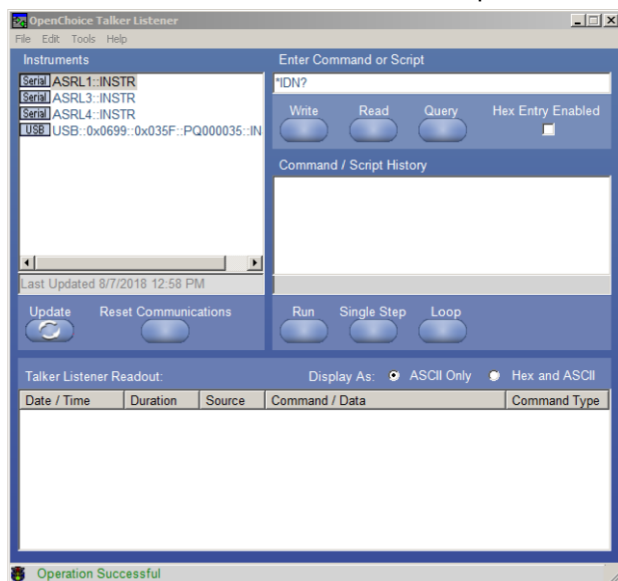 OpenChoice Talker Listener
File Edit Tools Help
Instruments
Serial ASRL1::INSTR
Serial ASRL3::INSTR
Serial ASRL4::INSTR
USB USB::0x0699::0x035F::PQ000035::IN
Last Updated 8/7/2018 12:58 PM
Update Reset Communications
Enter Command or Script
*IDN?
Write Read Query Hex Entry Enabled
Command / Script History
Run Single Step Loop
Talker Listener Readout: Display As: ASCII Only Hex and ASCII
Date / Time Duration Source Command / Data Command Type
Operation Successful